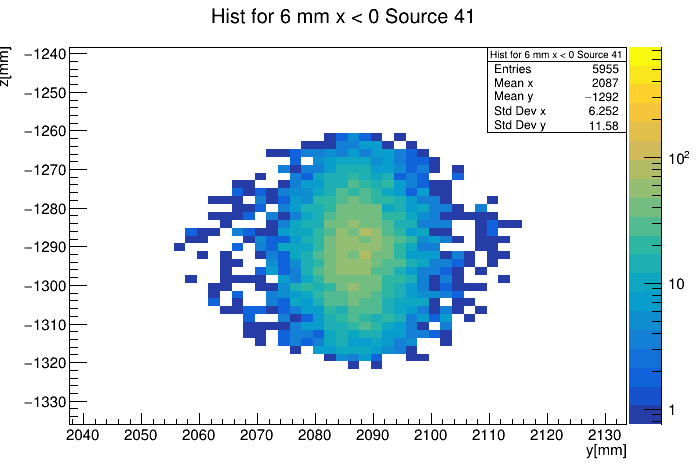 Hist for 6 mm x < 0 Source 41
z[mm]
Hist for 6 mm x < 0 Source 41
Entries 5955
Mean x 2087
Mean y −1292
Std Dev x 6.252
Std Dev y 11.58
−1240
−1250
−1260
−1270
−1280
−1290
−1300
−1310
−1320
−1330
10²
10
1
2040 2050 2060 2070 2080 2090 2100 2110 2120 2130
y[mm]